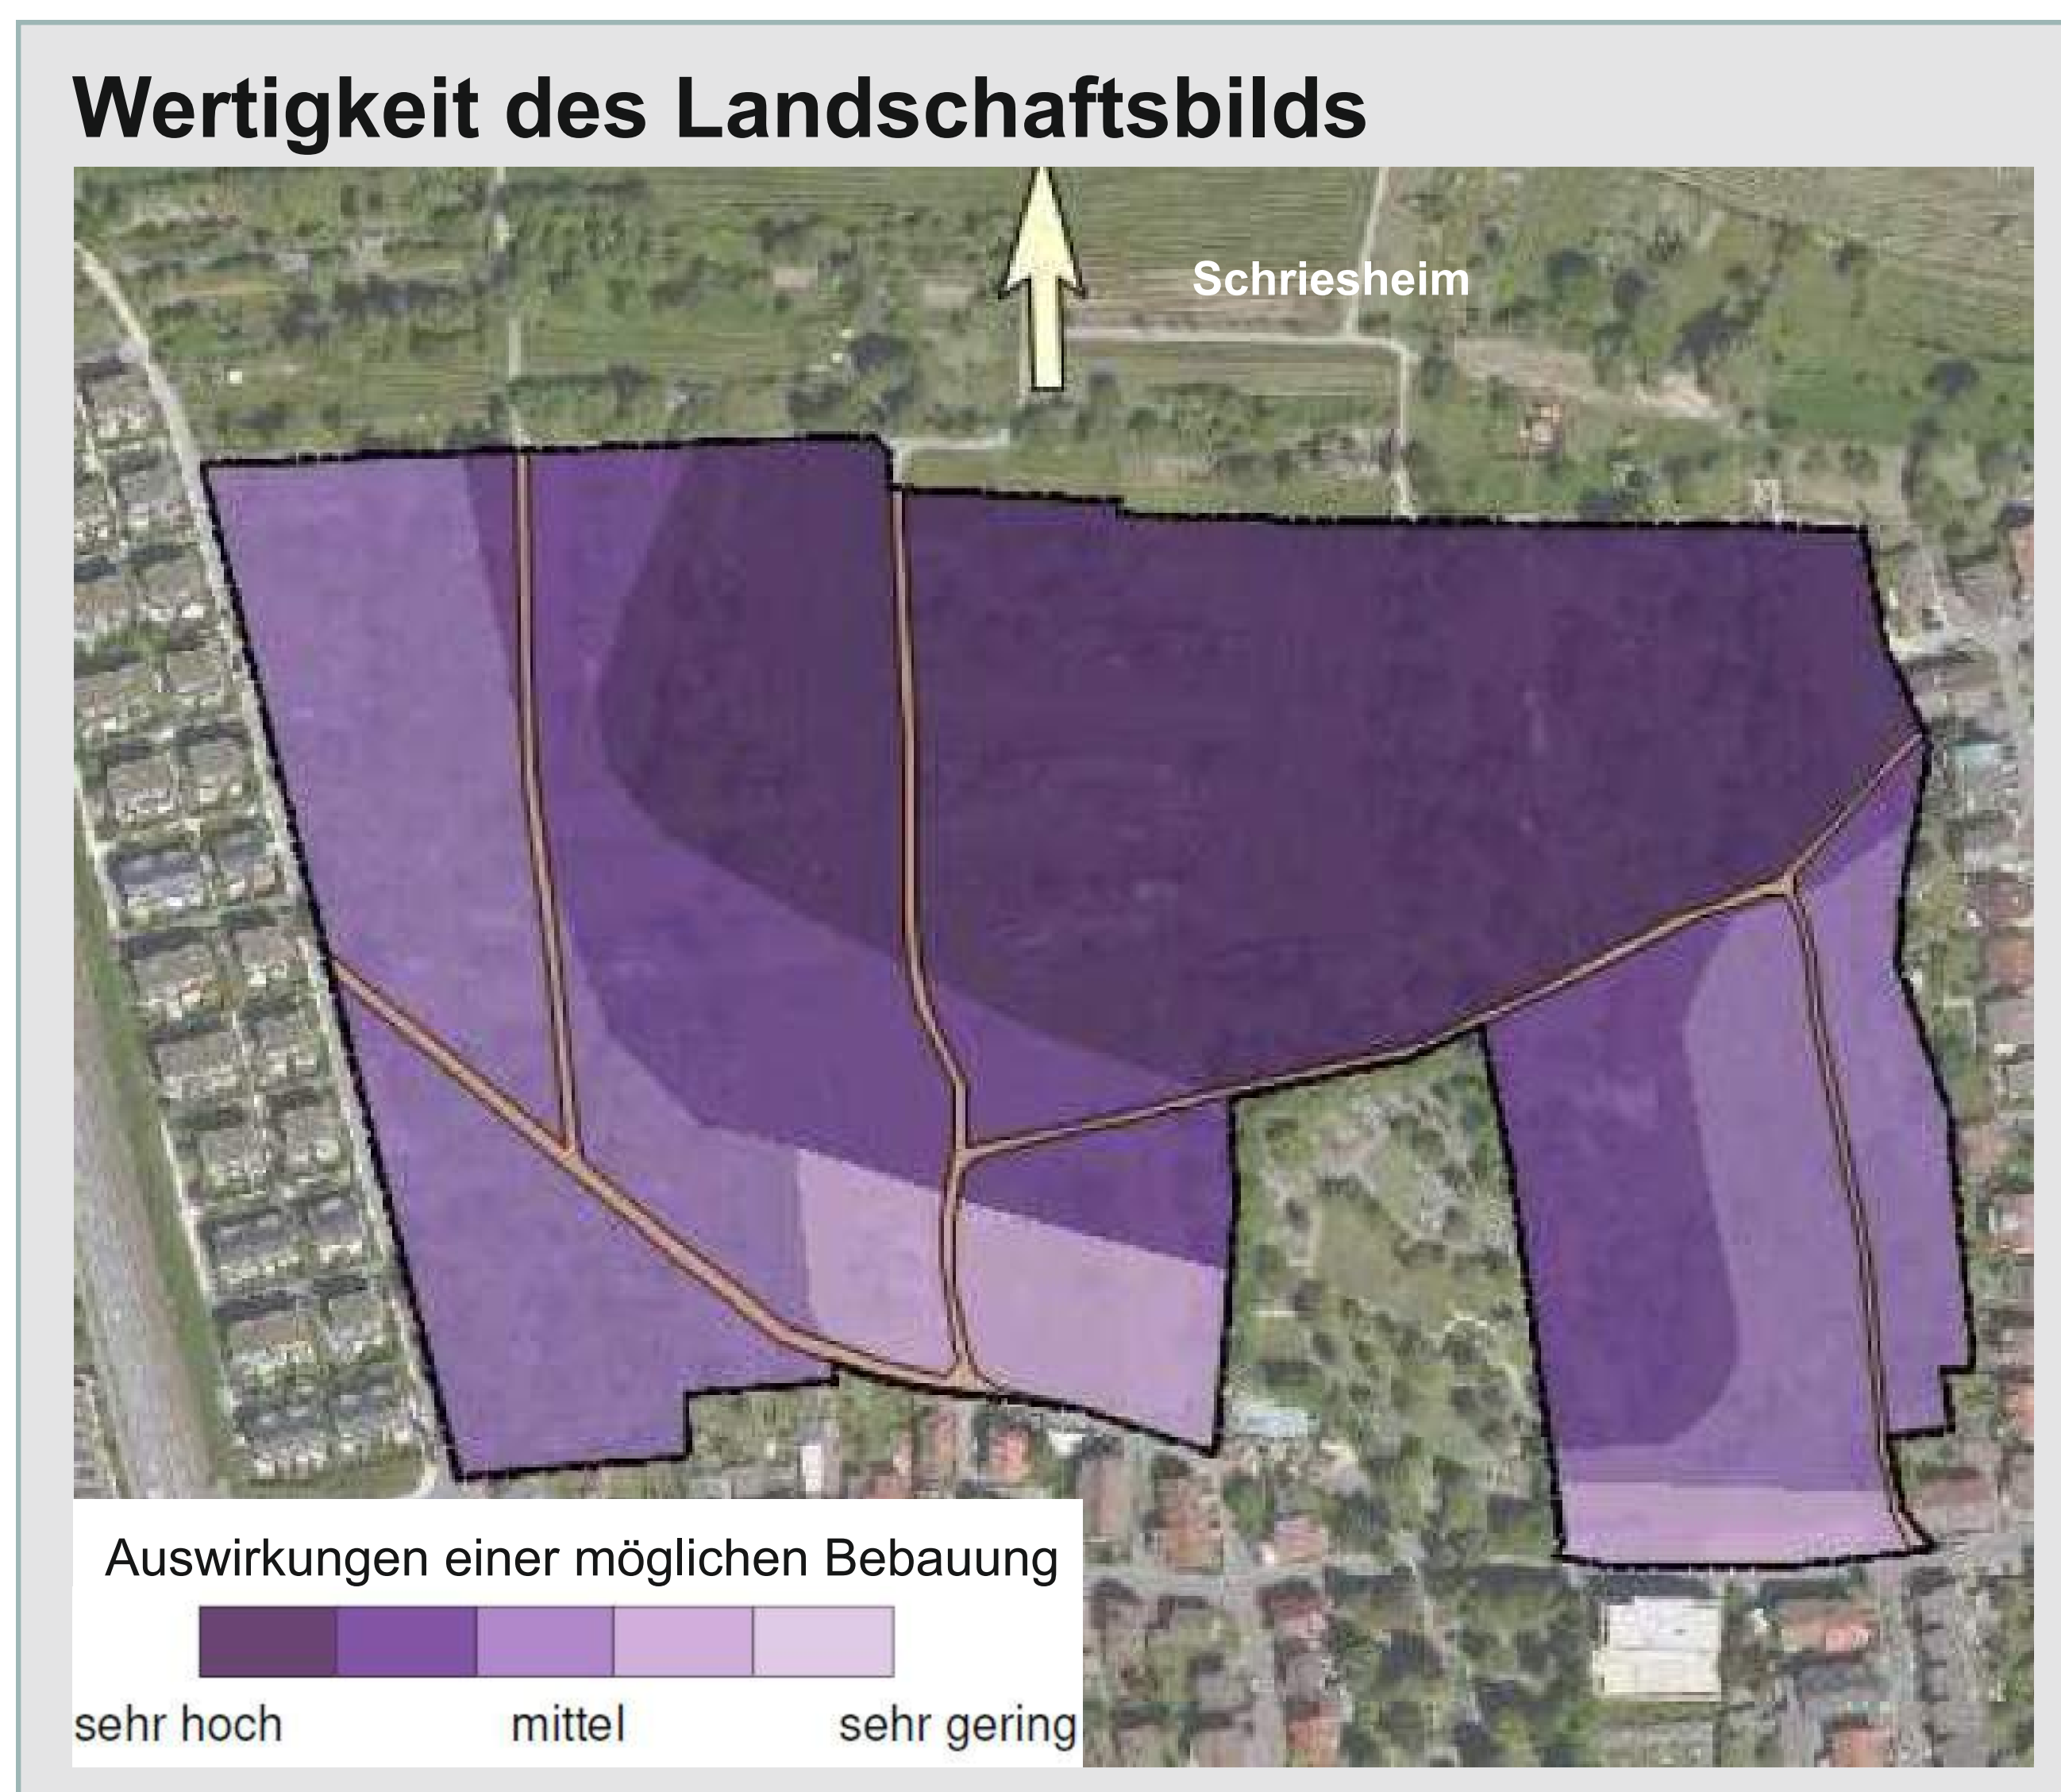 Wertigkeit des Landschaftsbilds
Schriesheim
Auswirkungen einer möglichen Bebauung
sehr hoch mittel sehr gering